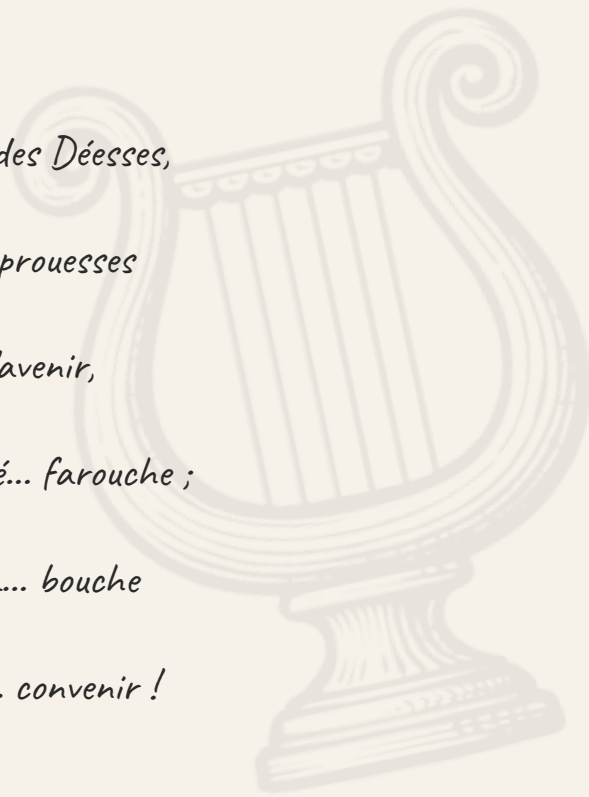 des Déesses,
prouesses
avenir,
é... farouche ;
... bouche
. convenir !